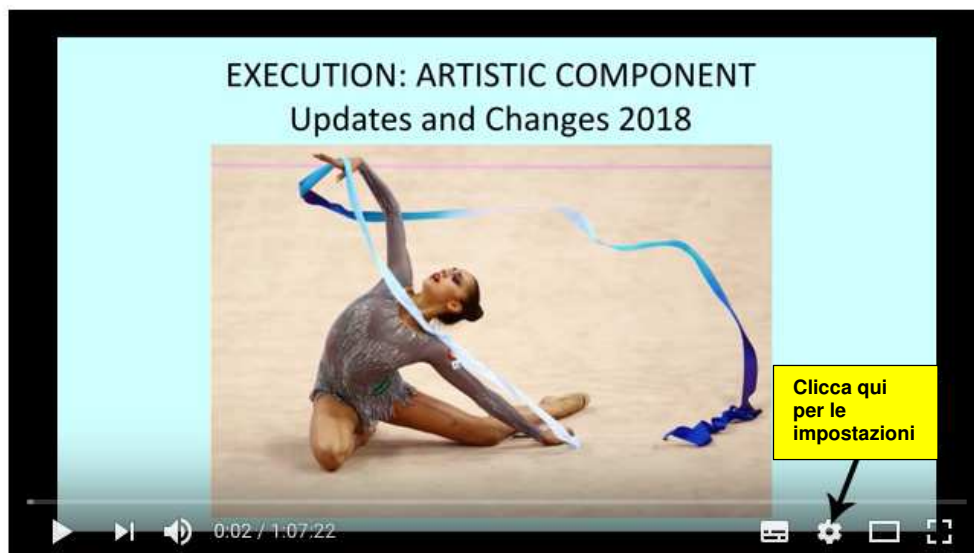 EXECUTION: ARTISTIC COMPONENT
Updates and Changes 2018
Clicca qui
per le
impostazioni
0:02 / 1:07:22